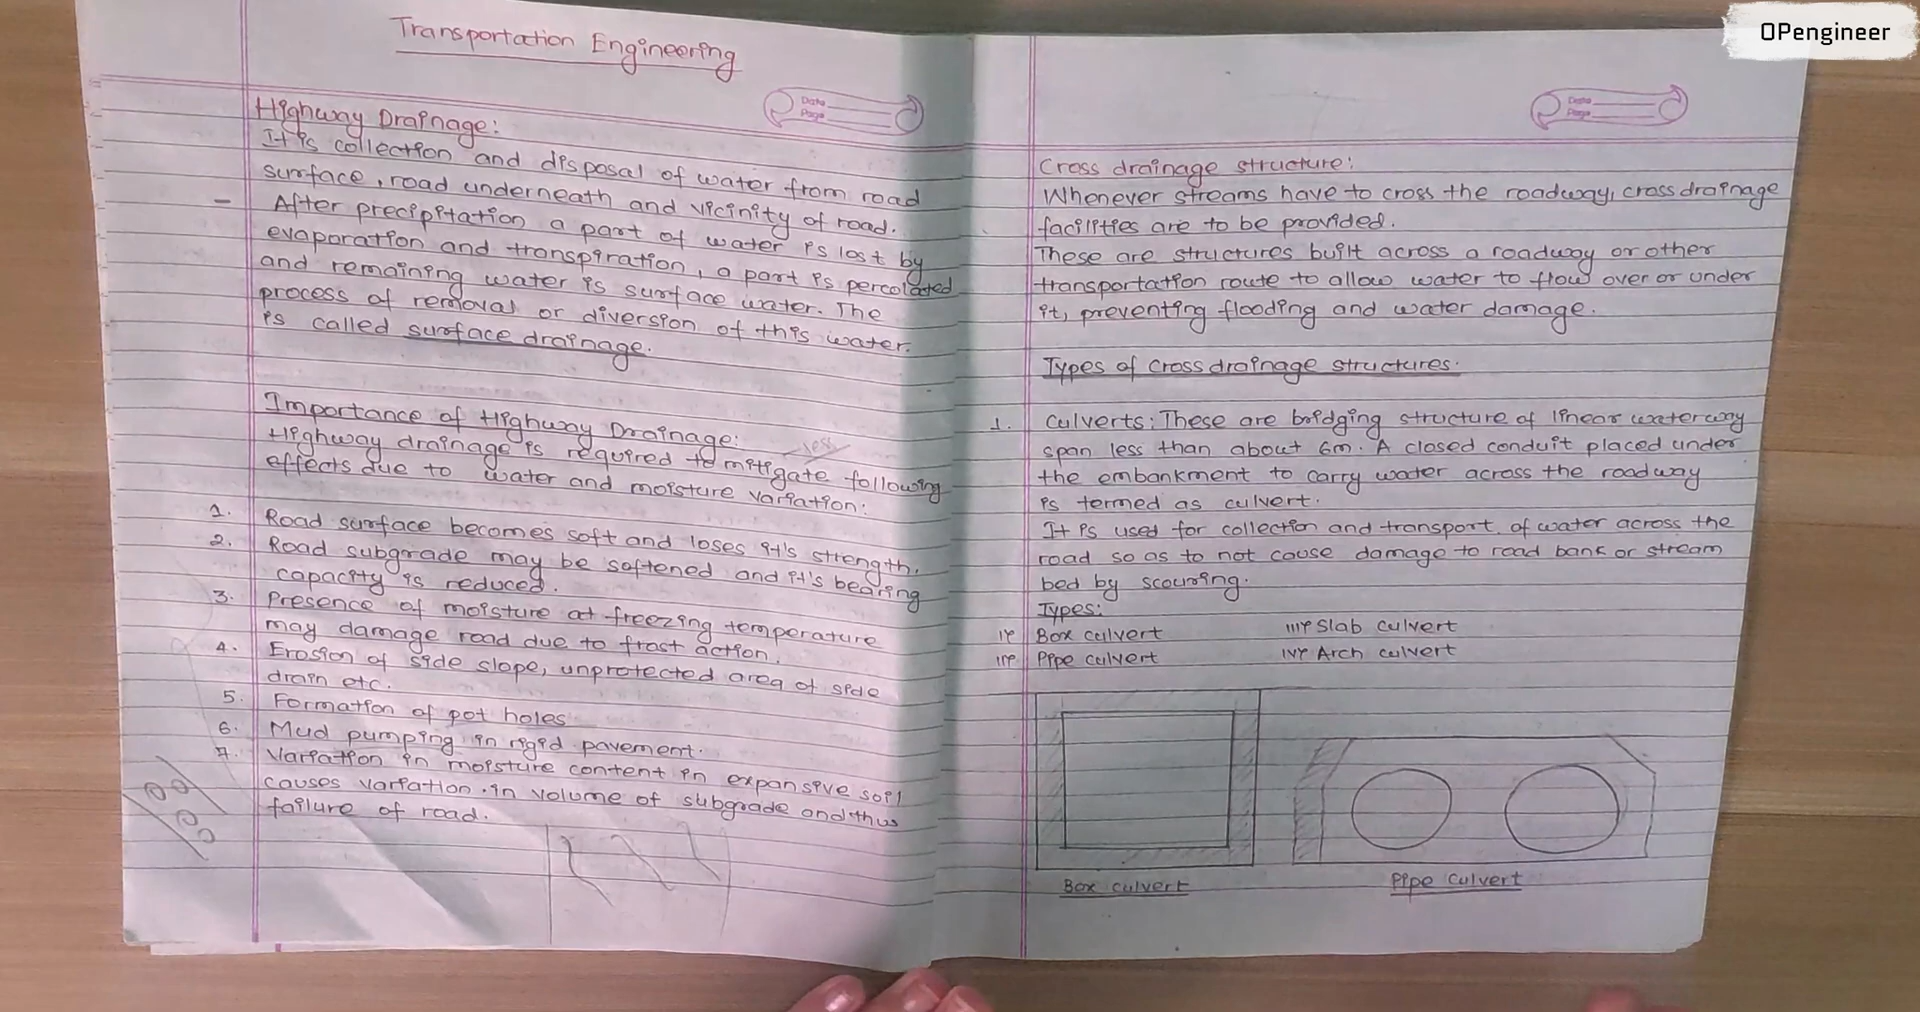 OPengineer
Transportation Engineering
Date
Page
Highway Drainage:
It is collection and disposal of water from road
surface, road underneath and vicinity of road.
- After precipitation a part of water is lost by
evaporation and transpiration, a part is percolated
and remaining water is surface water. The
process of removal or diversion of this water.
is called surface drainage.
Importance of Highway Drainage:
Highway drainage is required to mitigate following
effects due to water and moisture variation:
1. Road surface becomes soft and loses it's strength.
2. Road subgrade may be softened and it's bearing
capacity is reduced.
3. Presence of moisture at freezing temperature
may damage road due to frost action.
4. Erosion of side slope, unprotected area of side
drain etc.
5. Formation of pot holes
6. Mud pumping in rigid pavement.
7. Variation in moisture content in expansive soil
causes variation in volume of subgrade and thus
failure of road.
Date
Page
Cross drainage structure:
Whenever streams have to cross the roadway, cross drainage
facilities are to be provided.
These are structures built across a roadway or other
transportation route to allow water to flow over or under
it, preventing flooding and water damage.
Types of cross drainage structures.
1. Culverts: These are bridging structure of linear waterway
span less than about 6m. A closed conduit placed under
the embankment to carry water across the roadway
is termed as culvert.
It is used for collection and transport of water across the
road so as to not cause damage to road bank or stream
bed by scouring.
Types:
i) Box culvert iii) Slab culvert
ii) Pipe culvert iv) Arch culvert
Box culvert Pipe Culvert